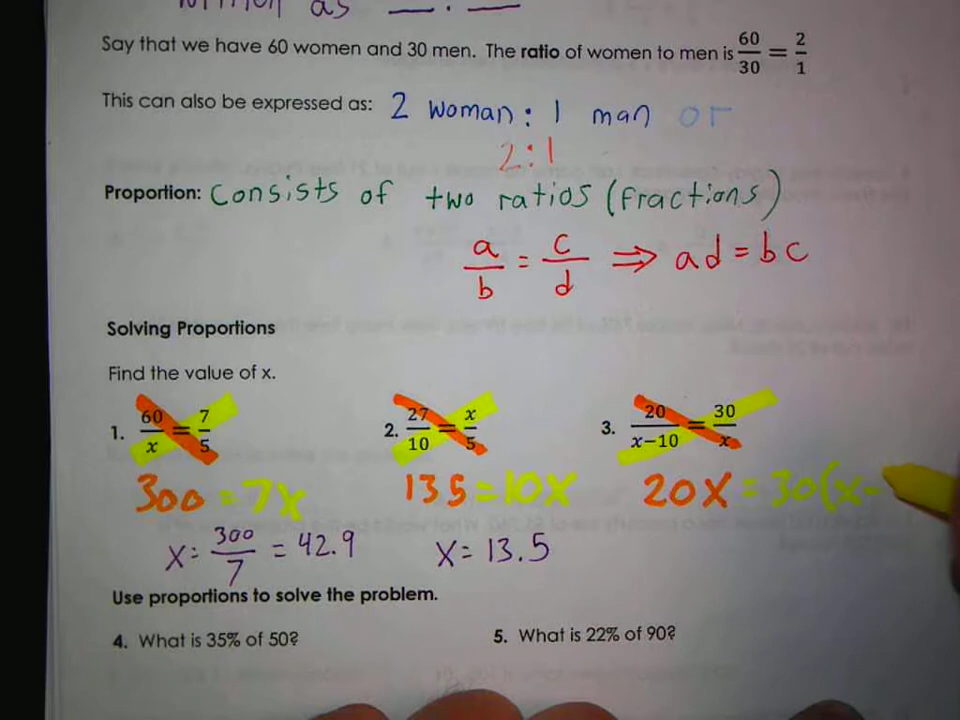 as __ : __
Say that we have 60 women and 30 men. The ratio of women to men is 60/30 = 2/1
This can also be expressed as: 2 woman : 1 man or
2:1
Proportion: Consists of two ratios (fractions)
a/b = c/d ⇒ ad = bc
Solving Proportions
Find the value of x.
1. 60/x = 7/5 2. 27/10 = x/5 3. 20/x−10 = 30/x
300 = 7x 135 = 10x 20x = 30(x-
x = 300/7 = 42.9 x = 13.5
Use proportions to solve the problem.
4. What is 35% of 50? 5. What is 22% of 90?